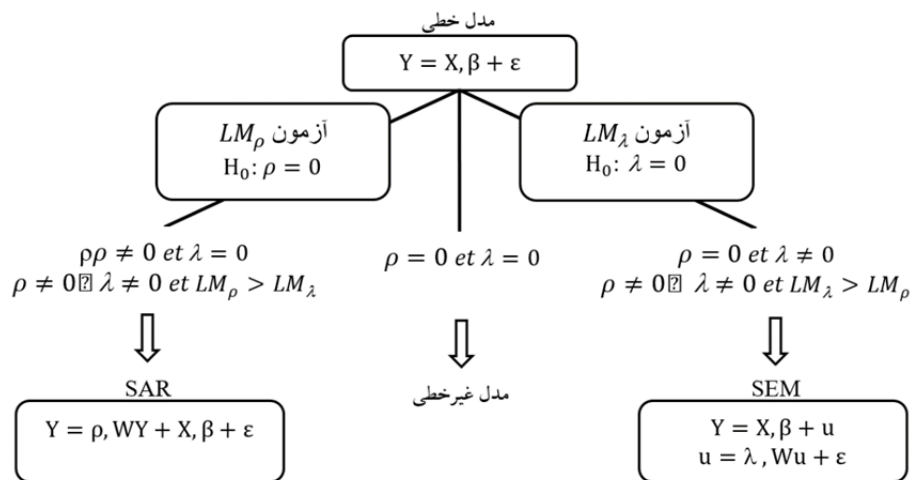 مدل خطی
Y = X, β + ε
آزمون LMρ
H₀: ρ = 0
آزمون LMλ
H₀: λ = 0
ρρ ≠ 0 et λ = 0
ρ ≠ 0⍰ λ ≠ 0 et LMρ > LMλ
ρ = 0 et λ = 0
ρ = 0 et λ ≠ 0
ρ ≠ 0⍰ λ ≠ 0 et LMλ > LMρ
SAR
Y = ρ, WY + X, β + ε
مدل غیرخطی
SEM
Y = X, β + u
u = λ , Wu + ε